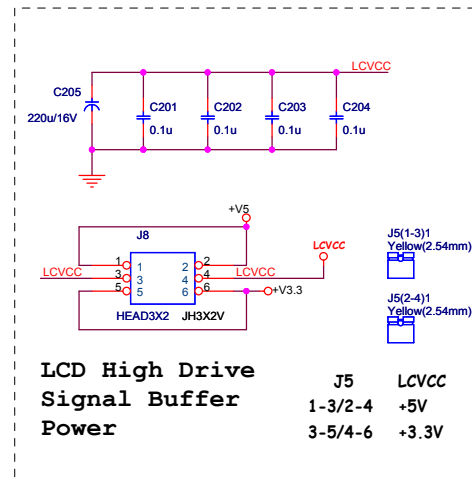 LCVCC
C205
220u/16V
C201
0.1u
C202
0.1u
C203
0.1u
C204
0.1u
+V5
J8
LCVCC
1 1 2 2
LCVCC 3 3 4 4 LCVCC
5 5 6 6 +V3.3
HEAD3X2 JH3X2V
J5(1-3)1
Yellow(2.54mm)
J5(2-4)1
Yellow(2.54mm)
LCD High Drive
Signal Buffer
Power
J5 LCVCC
1-3/2-4 +5V
3-5/4-6 +3.3V